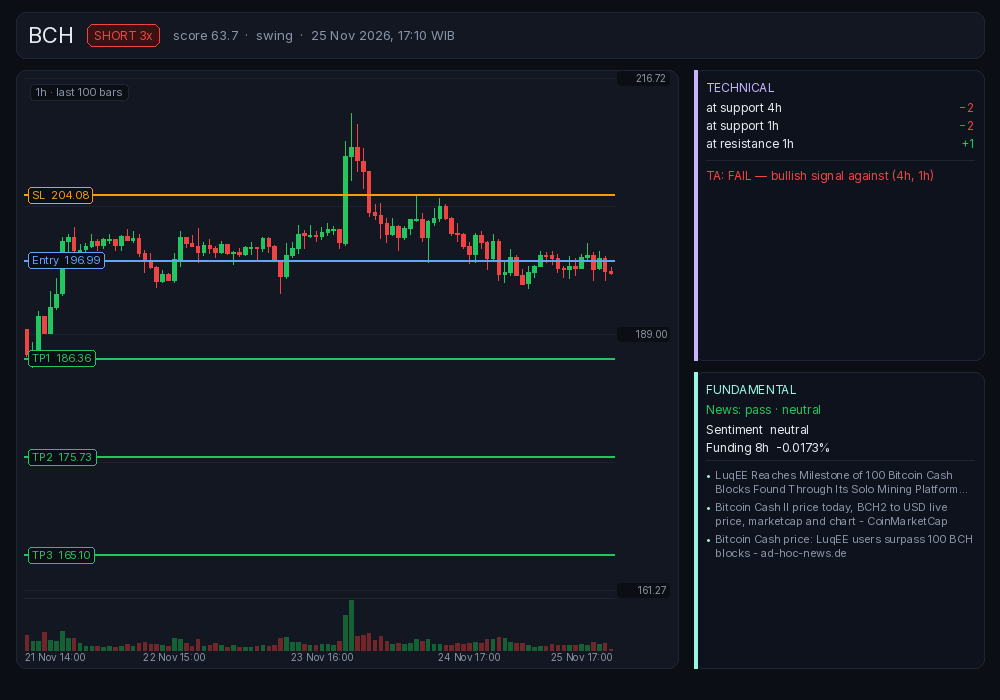 BCH SHORT 3x score 63.7 · swing · 25 Nov 2026, 17:10 WIB
1h · last 100 bars
216.72
SL 204.08
Entry 196.99
189.00
TP1 186.36
TP2 175.73
TP3 165.10
161.27
21 Nov 14:00 22 Nov 15:00 23 Nov 16:00 24 Nov 17:00 25 Nov 17:00
TECHNICAL
at support 4h −2
at support 1h −2
at resistance 1h +1
TA: FAIL — bullish signal against (4h, 1h)
FUNDAMENTAL
News: pass · neutral
Sentiment neutral
Funding 8h -0.0173%
• LuqEE Reaches Milestone of 100 Bitcoin Cash
Blocks Found Through Its Solo Mining Platform…
• Bitcoin Cash II price today, BCH2 to USD live
price, marketcap and chart - CoinMarketCap
• Bitcoin Cash price: LuqEE users surpass 100 BCH
blocks - ad-hoc-news.de